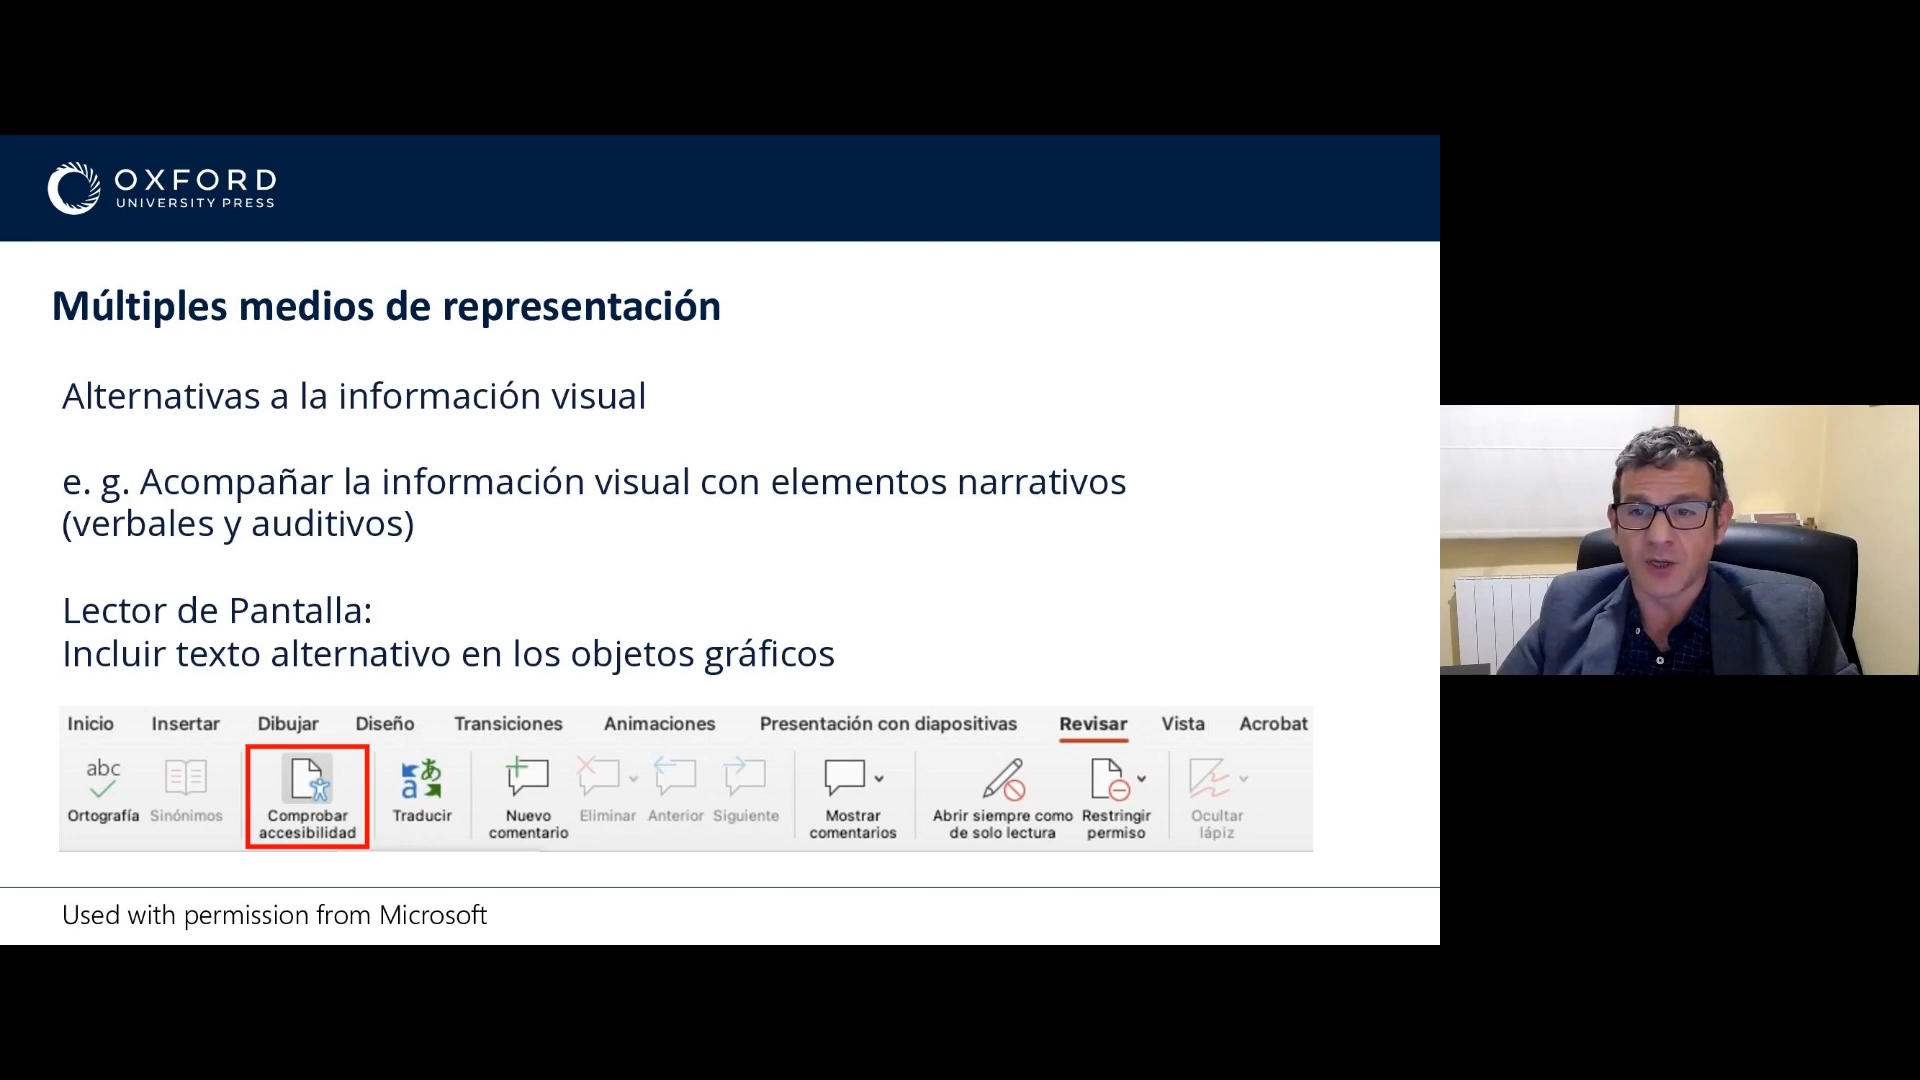 OXFORD
UNIVERSITY PRESS
Múltiples medios de representación
Alternativas a la información visual
e. g. Acompañar la información visual con elementos narrativos
(verbales y auditivos)
Lector de Pantalla:
Incluir texto alternativo en los objetos gráficos
Inicio Insertar Dibujar Diseño Transiciones Animaciones Presentación con diapositivas Revisar Vista Acrobat
abc
a あ
Ortografía Sinónimos Comprobar accesibilidad Traducir Nuevo comentario Eliminar Anterior Siguiente Mostrar comentarios Abrir siempre como de solo lectura Restringir permiso Ocultar lápiz
Used with permission from Microsoft